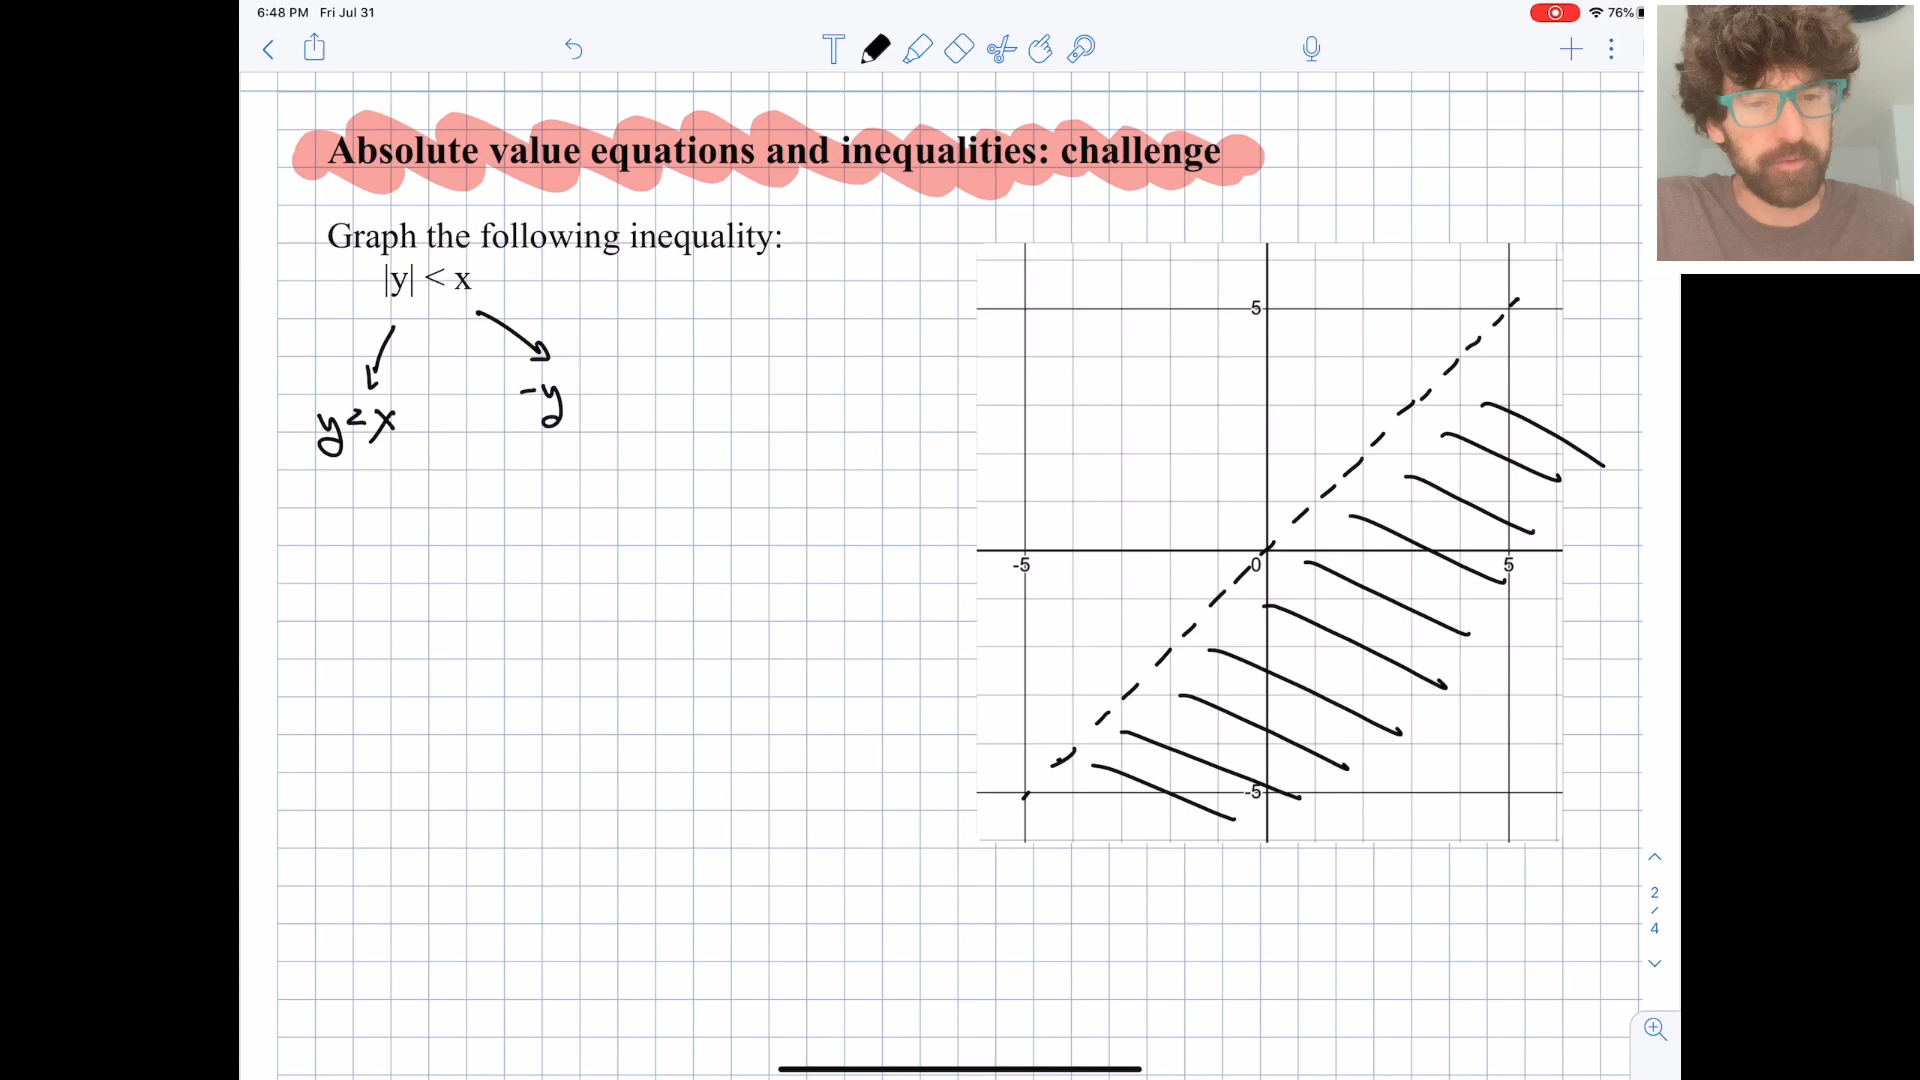 6:48 PM Fri Jul 31
76%
T
Absolute value equations and inequalities: challenge
Graph the following inequality:
|y| < x
-y
y=x
5
-5
0
5
-5
2
/
4